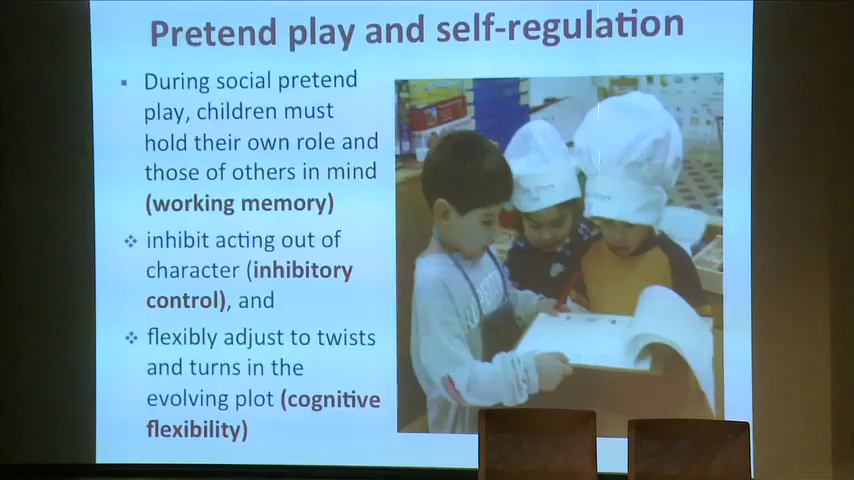 Pretend play and self-regulation
▪ During social pretend
play, children must
hold their own role and
those of others in mind
(working memory)
❖ inhibit acting out of
character (inhibitory
control), and
❖ flexibly adjust to twists
and turns in the
evolving plot (cognitive
flexibility)